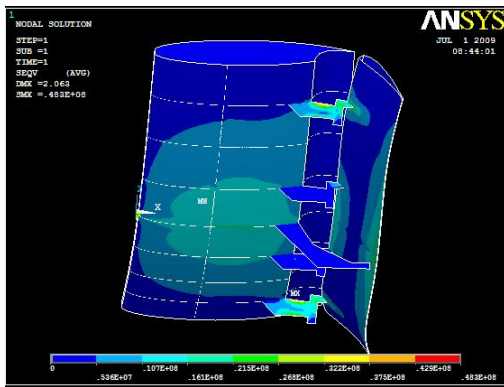 1
NODAL SOLUTION
ANSYS
STEP=1
SUB =1
TIME=1
SEQV (AVG)
DMX =2.063
SMX =.483E+08
JUL 1 2009
08:44:01
Z
X
MN
MX
0 .107E+08 .215E+08 .322E+08 .429E+08
.536E+07 .161E+08 .268E+08 .375E+08 .483E+08